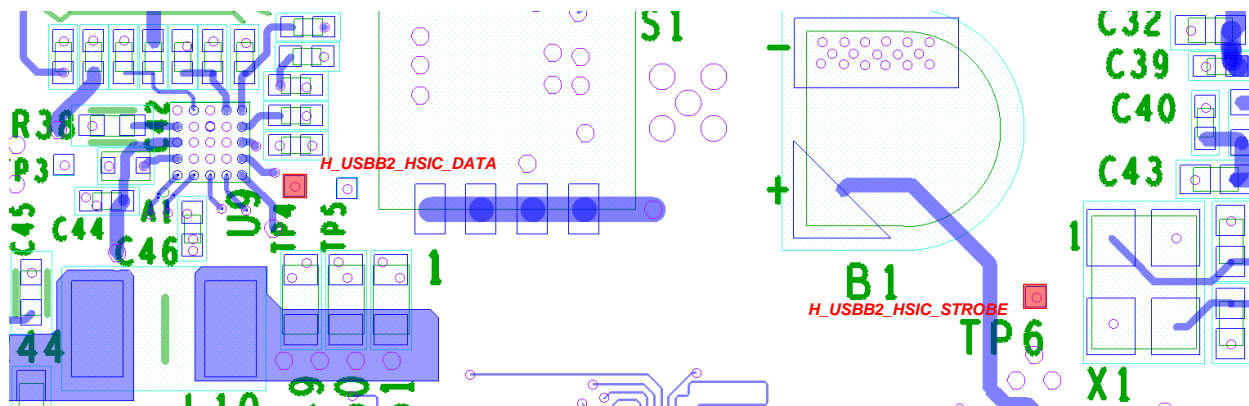 S1
C32
C39
C42
C40
R38
H_USBB2_HSIC_DATA
C43
U9
TP4
TP5
A1
C45
C44
C46
1
1
B1
H_USBB2_HSIC_STROBE
TP6
44
X1
-
+